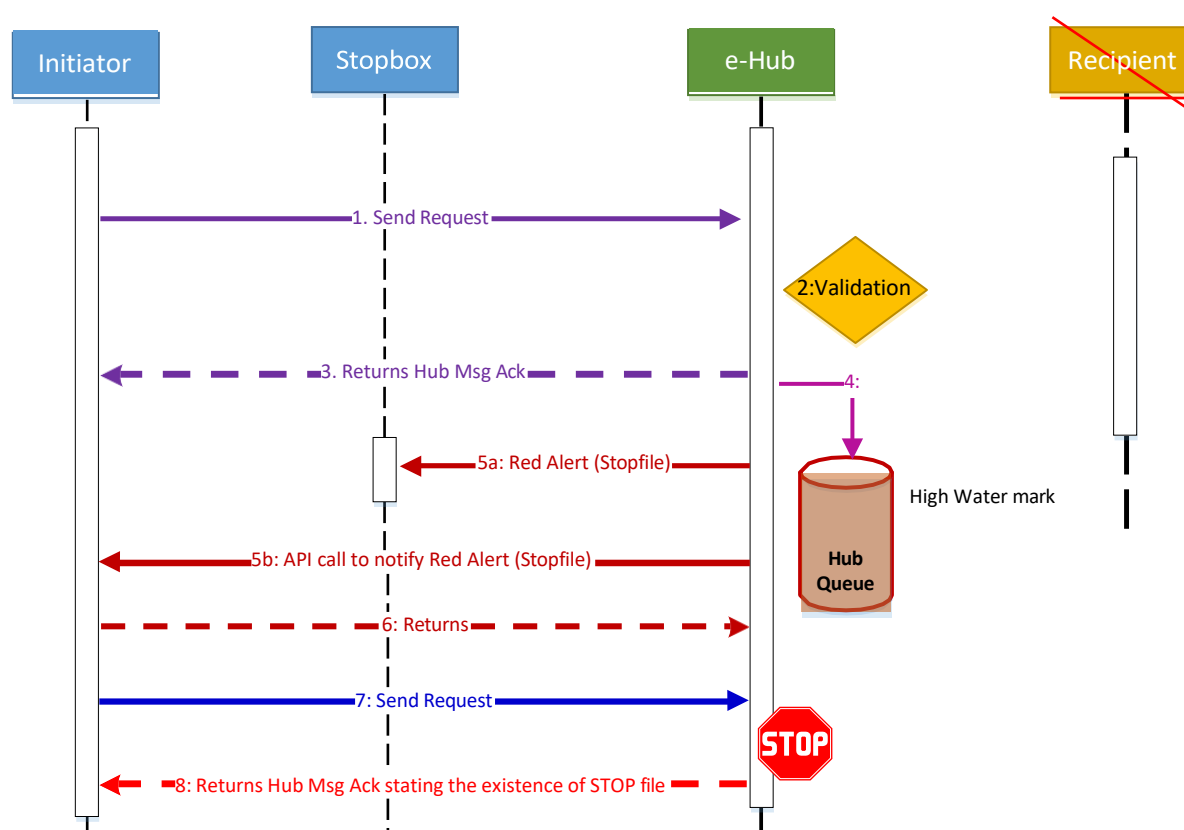 Initiator
Stopbox
e-Hub
Recipient
1. Send Request
2:Validation
3. Returns Hub Msg Ack
4:
5a: Red Alert (Stopfile)
High Water mark
Hub
Queue
5b: API call to notify Red Alert (Stopfile)
6: Returns
7: Send Request
STOP
8: Returns Hub Msg Ack stating the existence of STOP file